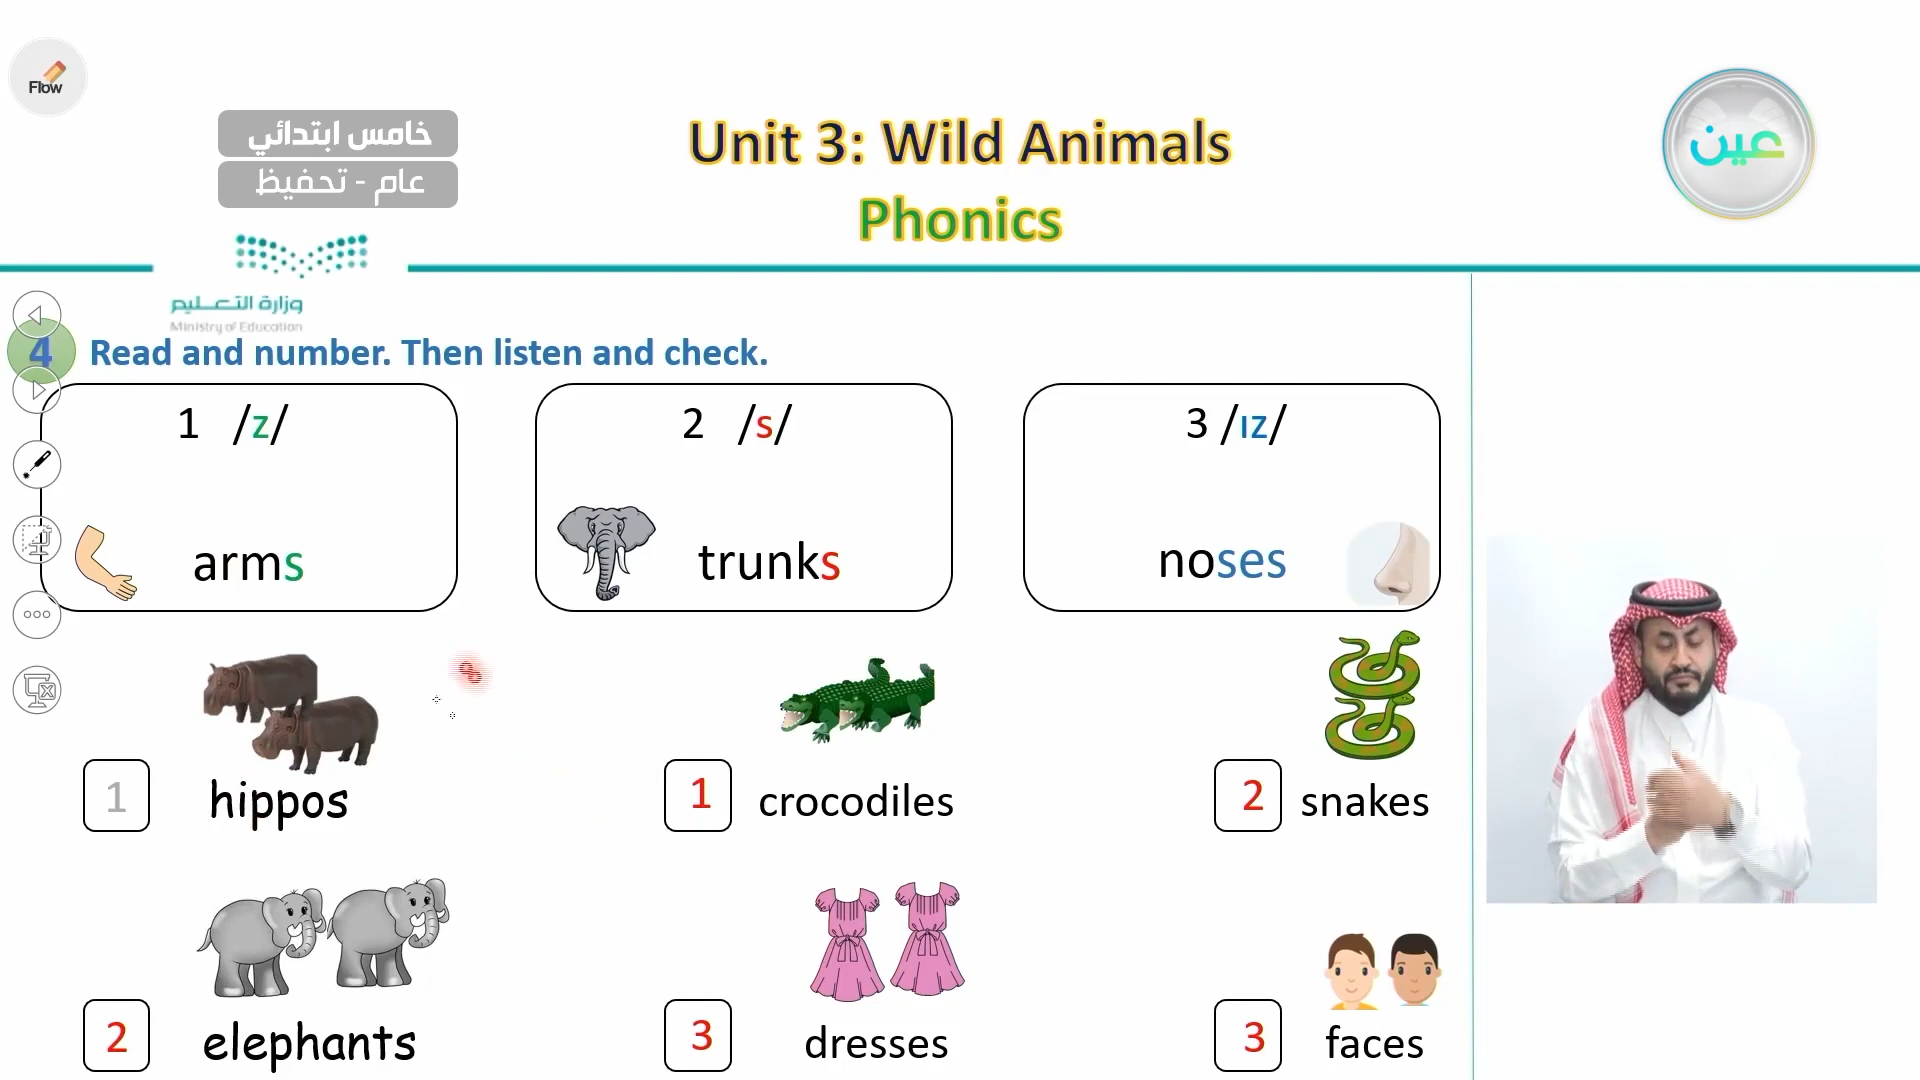 Flow
خامس ابتدائي
عام - تحفيظ
Unit 3: Wild Animals
Phonics
عين
وزارة التعليم
Ministry of Education
4 Read and number. Then listen and check.
1 /z/
arms
2 /s/
trunks
3 /ɪz/
noses
1 hippos
1 crocodiles
2 snakes
2 elephants
3 dresses
3 faces